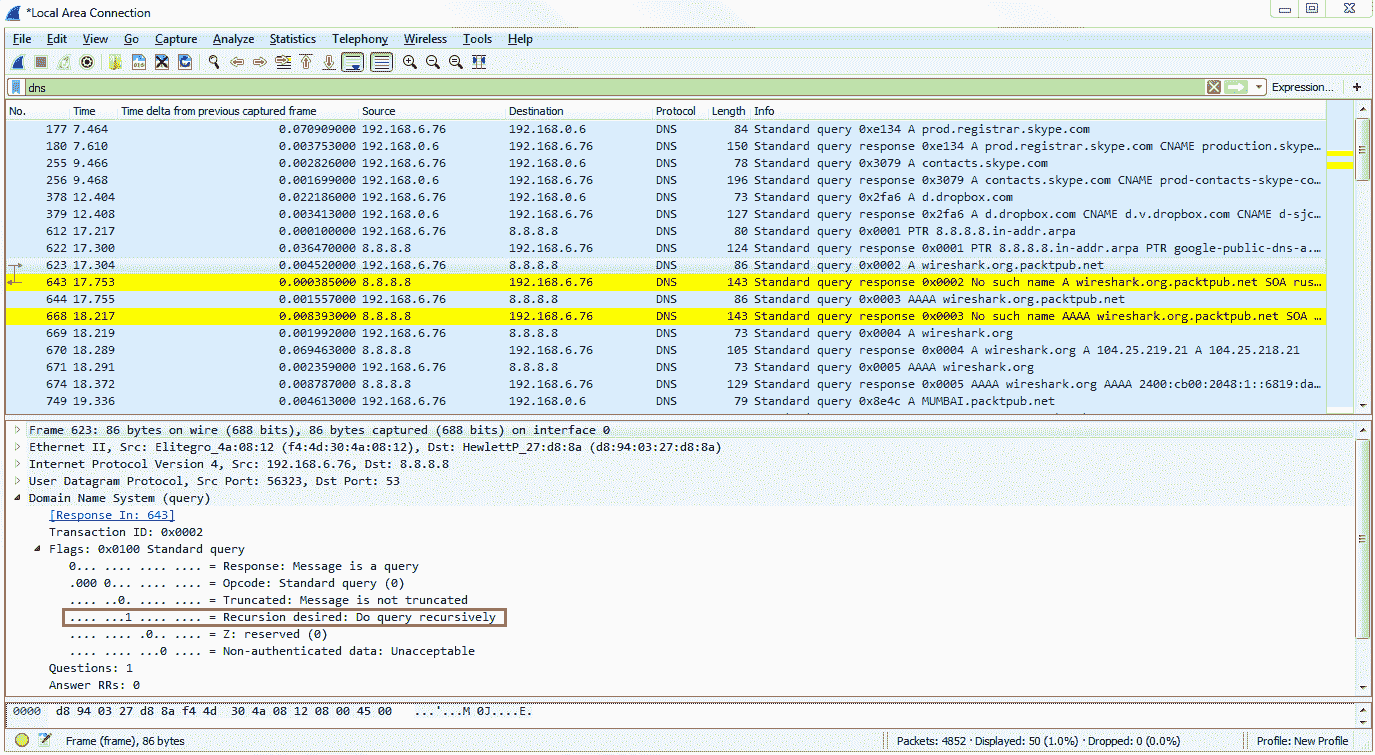 *Local Area Connection
File Edit View Go Capture Analyze Statistics Telephony Wireless Tools Help
dns Expression... +
No. Time Time delta from previous captured frame Source Destination Protocol Length Info
177 7.464 0.070909000 192.168.6.76 192.168.0.6 DNS 84 Standard query 0xe134 A prod.registrar.skype.com
180 7.610 0.003753000 192.168.0.6 192.168.6.76 DNS 150 Standard query response 0xe134 A prod.registrar.skype.com CNAME production.skype…
255 9.466 0.002826000 192.168.6.76 192.168.0.6 DNS 78 Standard query 0x3079 A contacts.skype.com
256 9.468 0.001699000 192.168.0.6 192.168.6.76 DNS 196 Standard query response 0x3079 A contacts.skype.com CNAME prod-contacts-skype-co…
378 12.404 0.022186000 192.168.6.76 192.168.0.6 DNS 73 Standard query 0x2fa6 A d.dropbox.com
379 12.408 0.003413000 192.168.0.6 192.168.6.76 DNS 127 Standard query response 0x2fa6 A d.dropbox.com CNAME d.v.dropbox.com CNAME d-sjc…
612 17.217 0.000100000 192.168.6.76 8.8.8.8 DNS 80 Standard query 0x0001 PTR 8.8.8.8.in-addr.arpa
622 17.300 0.036470000 8.8.8.8 192.168.6.76 DNS 124 Standard query response 0x0001 PTR 8.8.8.8.in-addr.arpa PTR google-public-dns-a.…
623 17.304 0.004520000 192.168.6.76 8.8.8.8 DNS 86 Standard query 0x0002 A wireshark.org.packtpub.net
643 17.753 0.000385000 8.8.8.8 192.168.6.76 DNS 143 Standard query response 0x0002 No such name A wireshark.org.packtpub.net SOA rus…
644 17.755 0.001557000 192.168.6.76 8.8.8.8 DNS 86 Standard query 0x0003 AAAA wireshark.org.packtpub.net
668 18.217 0.008393000 8.8.8.8 192.168.6.76 DNS 143 Standard query response 0x0003 No such name AAAA wireshark.org.packtpub.net SOA …
669 18.219 0.001992000 192.168.6.76 8.8.8.8 DNS 73 Standard query 0x0004 A wireshark.org
670 18.289 0.069463000 8.8.8.8 192.168.6.76 DNS 105 Standard query response 0x0004 A wireshark.org A 104.25.219.21 A 104.25.218.21
671 18.291 0.002359000 192.168.6.76 8.8.8.8 DNS 73 Standard query 0x0005 AAAA wireshark.org
674 18.372 0.008787000 8.8.8.8 192.168.6.76 DNS 129 Standard query response 0x0005 AAAA wireshark.org AAAA 2400:cb00:2048:1::6819:da…
749 19.336 0.004613000 192.168.6.76 192.168.0.6 DNS 79 Standard query 0x8e4c A MUMBAI.packtpub.net
Frame 623: 86 bytes on wire (688 bits), 86 bytes captured (688 bits) on interface 0
Ethernet II, Src: Elitegro_4a:08:12 (f4:4d:30:4a:08:12), Dst: HewlettP_27:d8:8a (d8:94:03:27:d8:8a)
Internet Protocol Version 4, Src: 192.168.6.76, Dst: 8.8.8.8
User Datagram Protocol, Src Port: 56323, Dst Port: 53
Domain Name System (query)
[Response In: 643]
Transaction ID: 0x0002
Flags: 0x0100 Standard query
0... .... .... .... = Response: Message is a query
.000 0... .... .... = Opcode: Standard query (0)
.... ..0. .... .... = Truncated: Message is not truncated
.... ...1 .... .... = Recursion desired: Do query recursively
.... .... .0.. .... = Z: reserved (0)
.... .... ...0 .... = Non-authenticated data: Unacceptable
Questions: 1
Answer RRs: 0
0000 d8 94 03 27 d8 8a f4 4d 30 4a 08 12 08 00 45 00 ...'...M 0J....E.
Frame (frame), 86 bytes Packets: 4852 · Displayed: 50 (1.0%) · Dropped: 0 (0.0%) Profile: New Profile